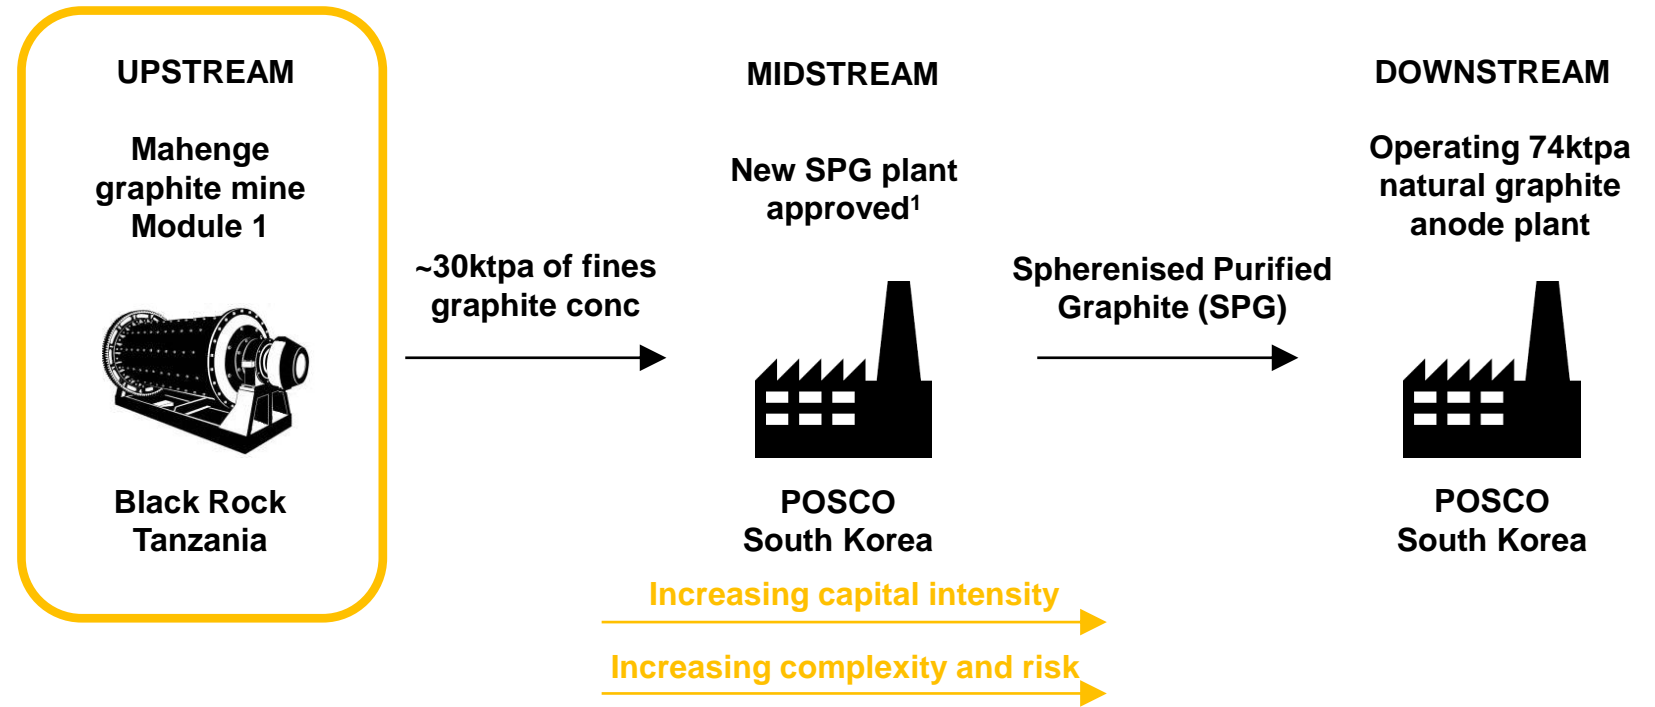 UPSTREAM
Mahenge
graphite mine
Module 1
Black Rock
Tanzania
~30ktpa of fines
graphite conc
MIDSTREAM
New SPG plant
approved¹
POSCO
South Korea
Spherenised Purified
Graphite (SPG)
DOWNSTREAM
Operating 74ktpa
natural graphite
anode plant
POSCO
South Korea
Increasing capital intensity
Increasing complexity and risk